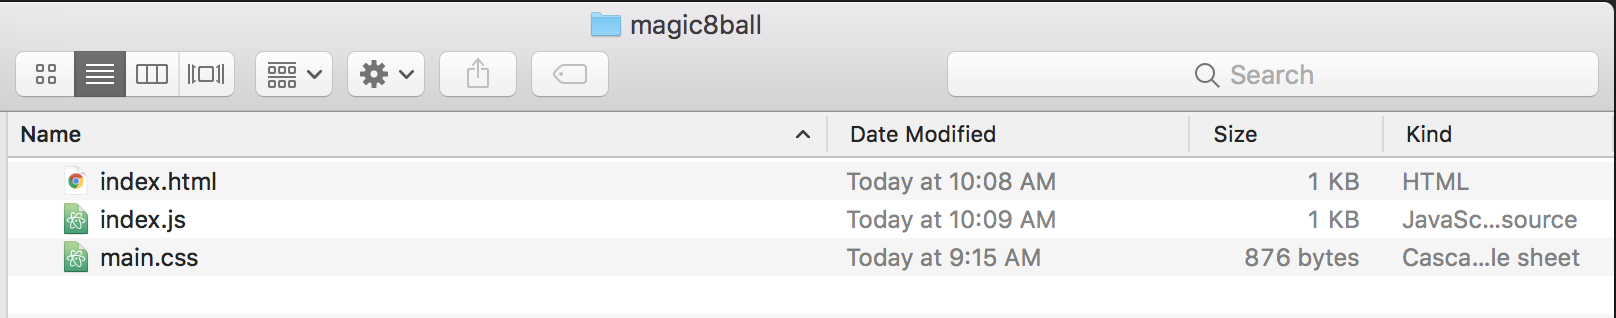 magic8ball
Search
Name Date Modified Size Kind
index.html Today at 10:08 AM 1 KB HTML
index.js Today at 10:09 AM 1 KB JavaSc...source
main.css Today at 9:15 AM 876 bytes Casca...le sheet